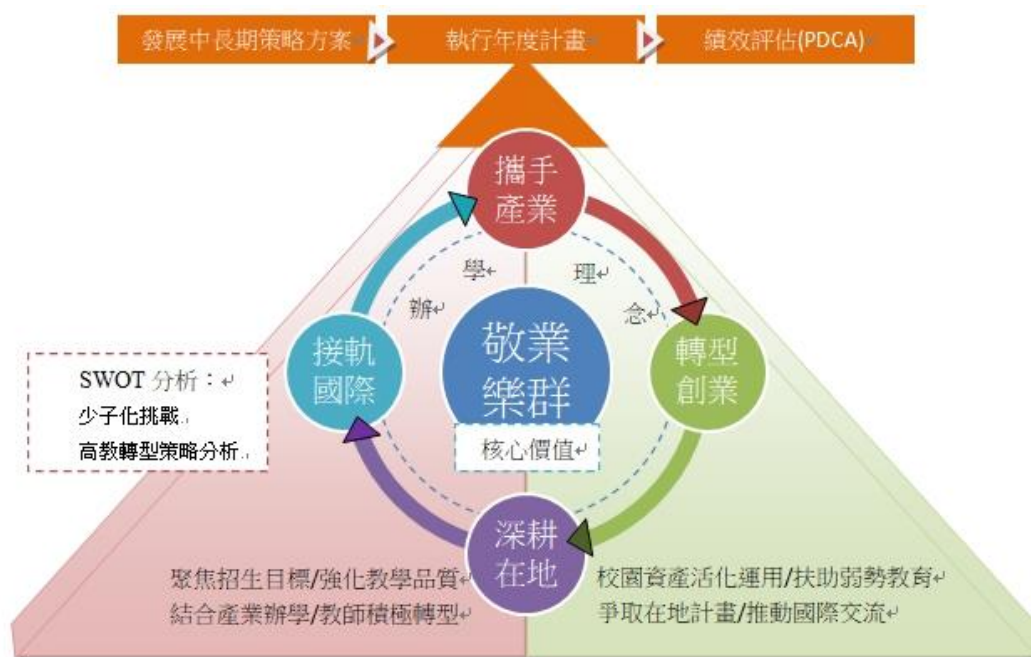 發展中長期策略方案
執行年度計畫
績效評估(PDCA)
攜手
產業
辦學理念
接軌
國際
敬業
樂群
核心價值
轉型
創業
SWOT 分析：
少子化挑戰
高教轉型策略分析
深耕
在地
聚焦招生目標/強化教學品質
結合產業辦學/教師積極轉型
校園資產活化運用/扶助弱勢教育
爭取在地計畫/推動國際交流